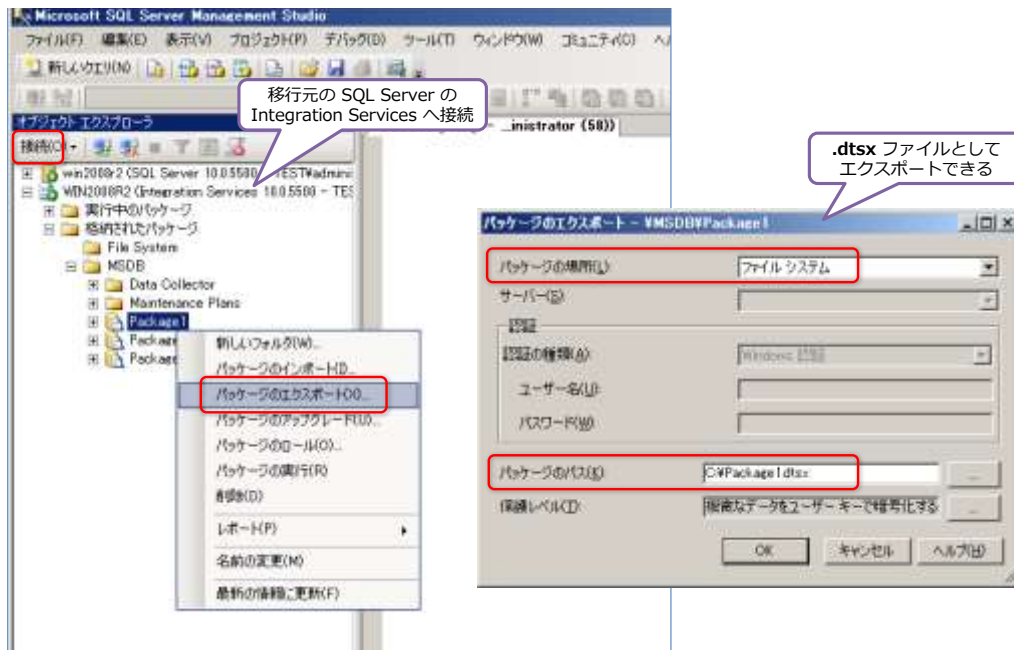 Microsoft SQL Server Management Studio
ファイル(F) 編集(E) 表示(V) プロジェクト(P) デバッグ(D) ツール(T) ウィンドウ(W) コミュニティ(C) ヘ
新しいクエリ(N)
移行元の SQL Server の
Integration Services へ接続
オブジェクト エクスプローラ
inistrator (58))
接続(O)
.dtsx ファイルとして
エクスポートできる
win2008r2 (SQL Server 10.0.5500 - TEST¥admini
WIN2008R2 (Integration Services 10.0.5500 - TES
実行中のパッケージ
格納されたパッケージ
File System
MSDB
Data Collector
Maintenance Plans
Package1
Package
Package
新しいフォルダ(W)...
パッケージのインポート(I)...
パッケージのエクスポート(X)...
パッケージのアップグレード(U)...
パッケージのロール(O)...
パッケージの実行(R)
削除(D)
レポート(P)
名前の変更(M)
最新の情報に更新(F)
パッケージのエクスポート - ¥MSDB¥Package1
パッケージの場所(L): ファイル システム
サーバー(S):
認証
認証の種類(A): Windows 認証
ユーザー名(U):
パスワード(W):
パッケージのパス(K): C:¥Package1.dtsx ...
保護レベル(T): 機密なデータをユーザー キーで暗号化する ...
OK キャンセル ヘルプ(H)